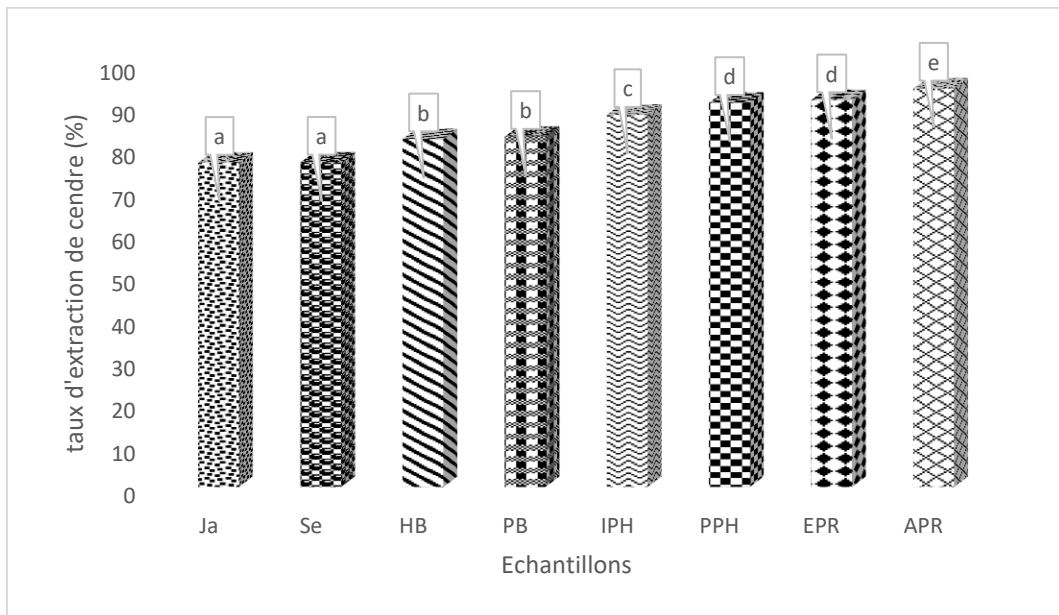 taux d'extraction de cendre (%)
100
90
80
70
60
50
40
30
20
10
0
a
a
b
b
c
d
d
e
Ja
Se
HB
PB
IPH
PPH
EPR
APR
Echantillons